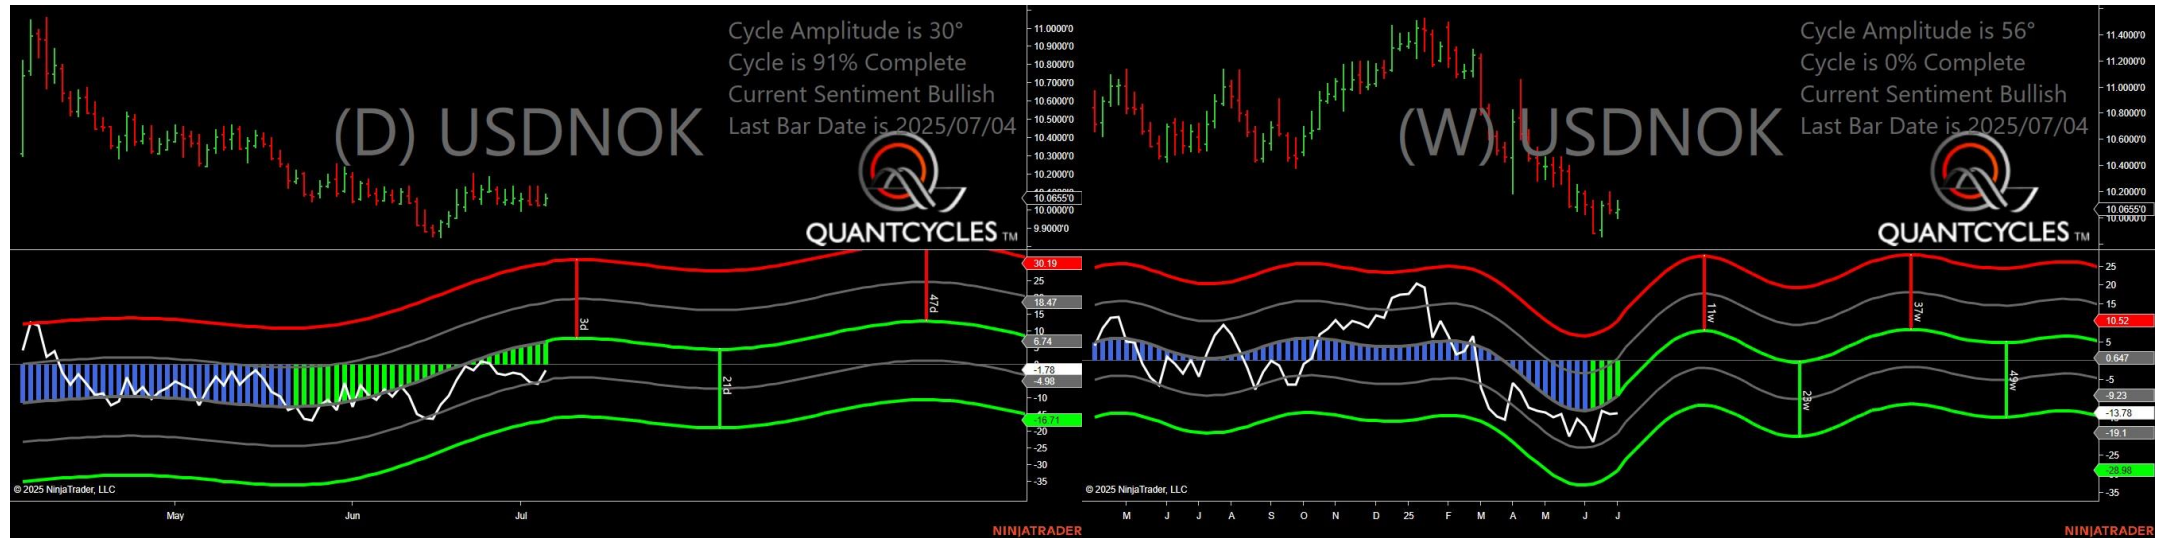 Cycle Amplitude is 30°
Cycle is 91% Complete
Current Sentiment Bullish
Last Bar Date is 2025/07/04
(D) USDNOK
QUANTCYCLES TM
11.0000'0
10.9000'0
10.8000'0
10.7000'0
10.6000'0
10.5000'0
10.4000'0
10.3000'0
10.2000'0
10.0655'0
10.0000'0
9.9000'0
30.19
18.47
15
10
6.74
-1.78
-4.98
-10
-16.71
-20
-25
-30
-35
3d
21d
47d
© 2025 NinjaTrader, LLC
May
Jun
Jul
NINJATRADER
Cycle Amplitude is 56°
Cycle is 0% Complete
Current Sentiment Bullish
Last Bar Date is 2025/07/04
(W) USDNOK
QUANTCYCLES TM
11.4000'0
11.2000'0
11.0000'0
10.8000'0
10.6000'0
10.4000'0
10.2000'0
10.0655'0
25
20
15
10.52
5
0.647
-5
-9.23
-13.78
-19.1
-25
-28.98
-35
11w
23w
37w
49w
© 2025 NinjaTrader, LLC
M
J
J
A
S
O
N
D
25
F
M
A
M
J
J
NINJATRADER